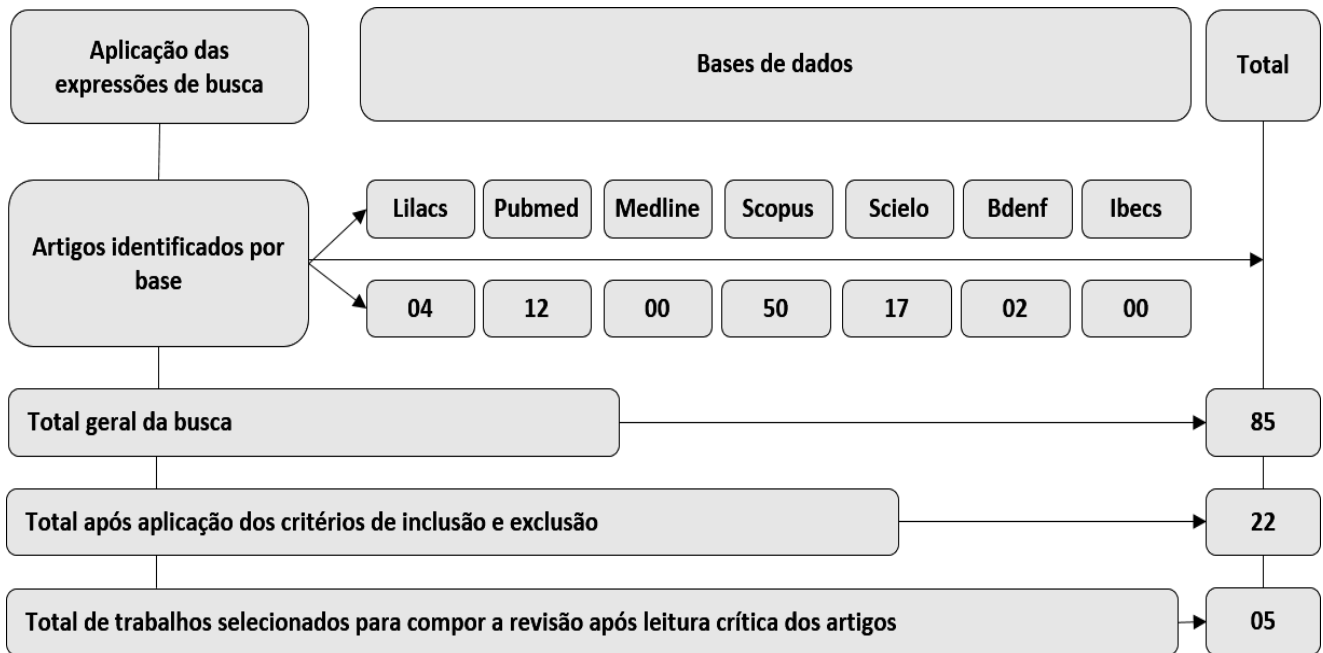 Aplicação das
expressões de busca
Bases de dados
Total
Artigos identificados por
base
Lilacs
Pubmed
Medline
Scopus
Scielo
Bdenf
Ibecs
04
12
00
50
17
02
00
Total geral da busca
85
Total após aplicação dos critérios de inclusão e exclusão
22
Total de trabalhos selecionados para compor a revisão após leitura crítica dos artigos
05